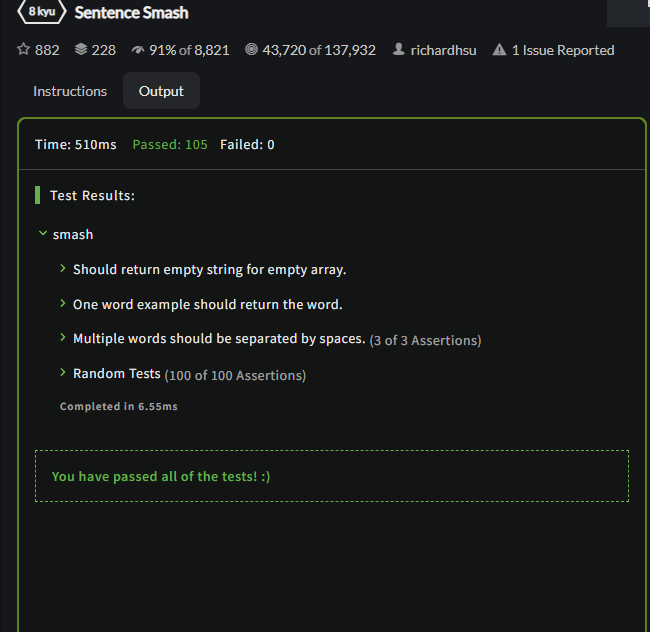 8 kyu Sentence Smash
882 228 91% of 8,821 43,720 of 137,932 richardhsu 1 Issue Reported
Instructions Output
Time: 510ms Passed: 105 Failed: 0
Test Results:
smash
Should return empty string for empty array.
One word example should return the word.
Multiple words should be separated by spaces. (3 of 3 Assertions)
Random Tests (100 of 100 Assertions)
Completed in 6.55ms
You have passed all of the tests! :)